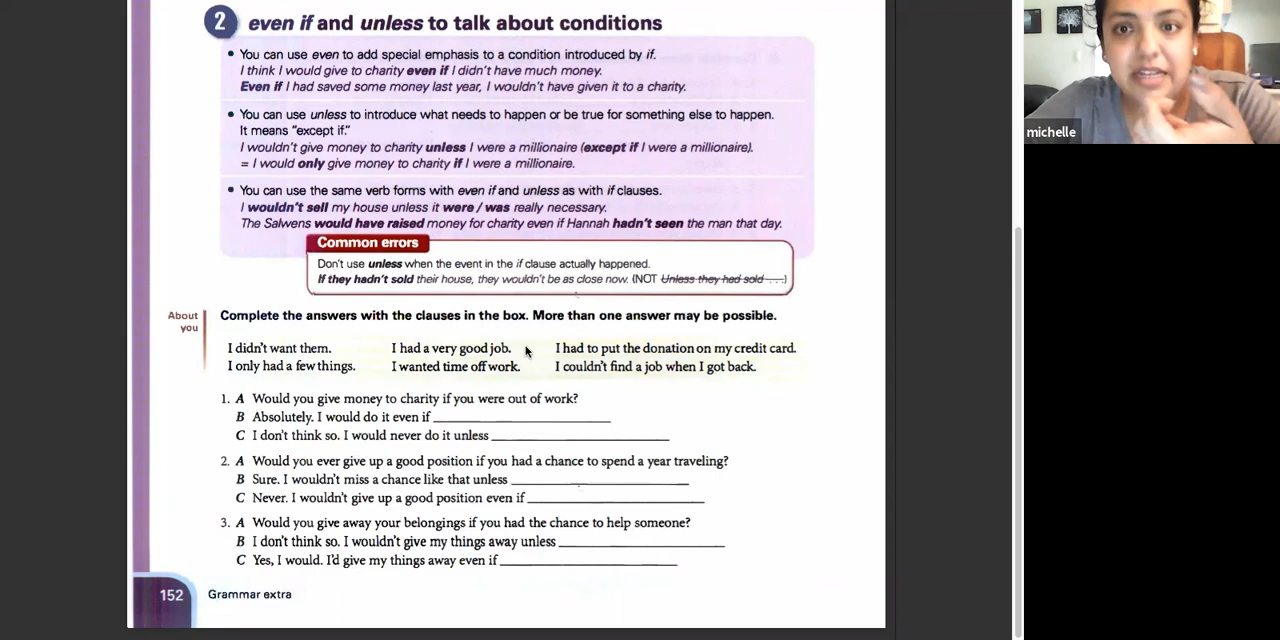 2 even if and unless to talk about conditions
• You can use even to add special emphasis to a condition introduced by if.
I think I would give to charity even if I didn't have much money.
Even if I had saved some money last year, I wouldn't have given it to a charity.
• You can use unless to introduce what needs to happen or be true for something else to happen.
It means "except if."
I wouldn't give money to charity unless I were a millionaire (except if I were a millionaire).
= I would only give money to charity if I were a millionaire.
• You can use the same verb forms with even if and unless as with if clauses.
I wouldn't sell my house unless it were / was really necessary.
The Salwens would have raised money for charity even if Hannah hadn't seen the man that day.
Common errors
Don't use unless when the event in the if clause actually happened.
If they hadn't sold their house, they wouldn't be as close now. (NOT Unless they had sold . . . .)
About you
Complete the answers with the clauses in the box. More than one answer may be possible.
I didn't want them. I had a very good job. I had to put the donation on my credit card.
I only had a few things. I wanted time off work. I couldn't find a job when I got back.
1. A Would you give money to charity if you were out of work?
B Absolutely. I would do it even if
C I don't think so. I would never do it unless
2. A Would you ever give up a good position if you had a chance to spend a year traveling?
B Sure. I wouldn't miss a chance like that unless
C Never. I wouldn't give up a good position even if
3. A Would you give away your belongings if you had the chance to help someone?
B I don't think so. I wouldn't give my things away unless
C Yes, I would. I'd give my things away even if
152 Grammar extra
michelle